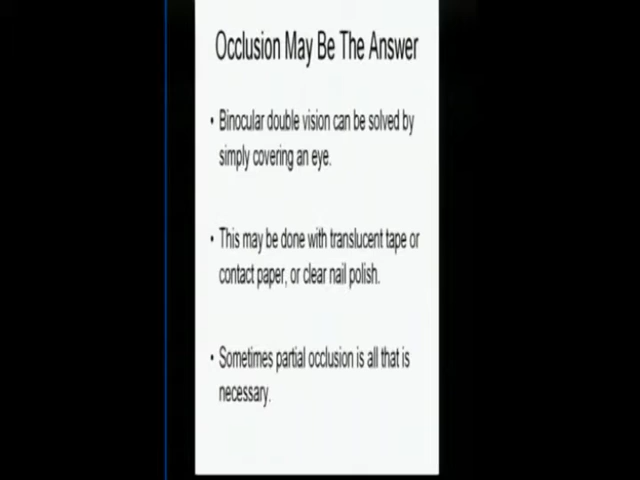 Occlusion May Be The Answer
• Binocular double vision can be solved by
simply covering an eye.
• This may be done with translucent tape or
contact paper, or clear nail polish.
• Sometimes partial occlusion is all that is
necessary.